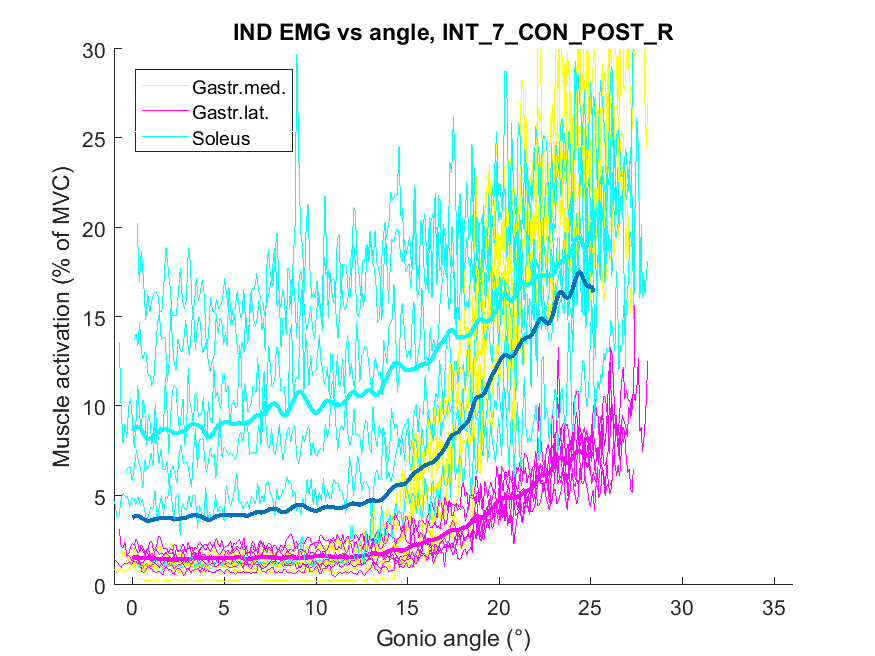 IND EMG vs angle, INT_7_CON_POST_R
30
25
20
15
10
5
0
Muscle activation (% of MVC)
Gastr.med.
Gastr.lat.
Soleus
0 5 10 15 20 25 30 35
Gonio angle (°)